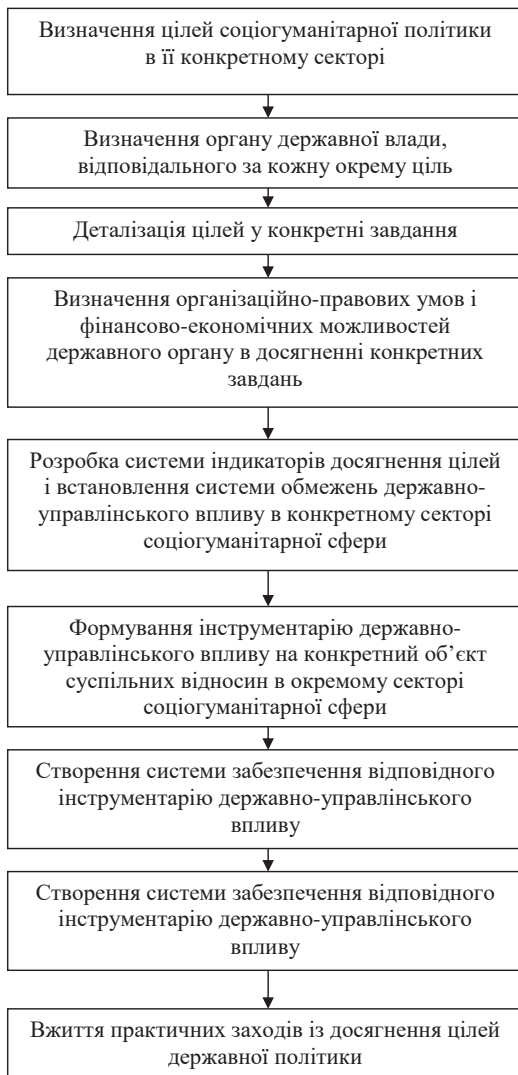 Визначення цілей соціогуманітарної політики
в її конкретному секторі
Визначення органу державної влади,
відповідального за кожну окрему ціль
Деталізація цілей у конкретні завдання
Визначення організаційно-правових умов і
фінансово-економічних можливостей
державного органу в досягненні конкретних
завдань
Розробка системи індикаторів досягнення цілей
і встановлення системи обмежень державно-
управлінського впливу в конкретному секторі
соціогуманітарної сфери
Формування інструментарію державно-
управлінського впливу на конкретний об’єкт
суспільних відносин в окремому секторі
соціогуманітарної сфери
Створення системи забезпечення відповідного
інструментарію державно-управлінського
впливу
Створення системи забезпечення відповідного
інструментарію державно-управлінського
впливу
Вжиття практичних заходів із досягнення цілей
державної політики